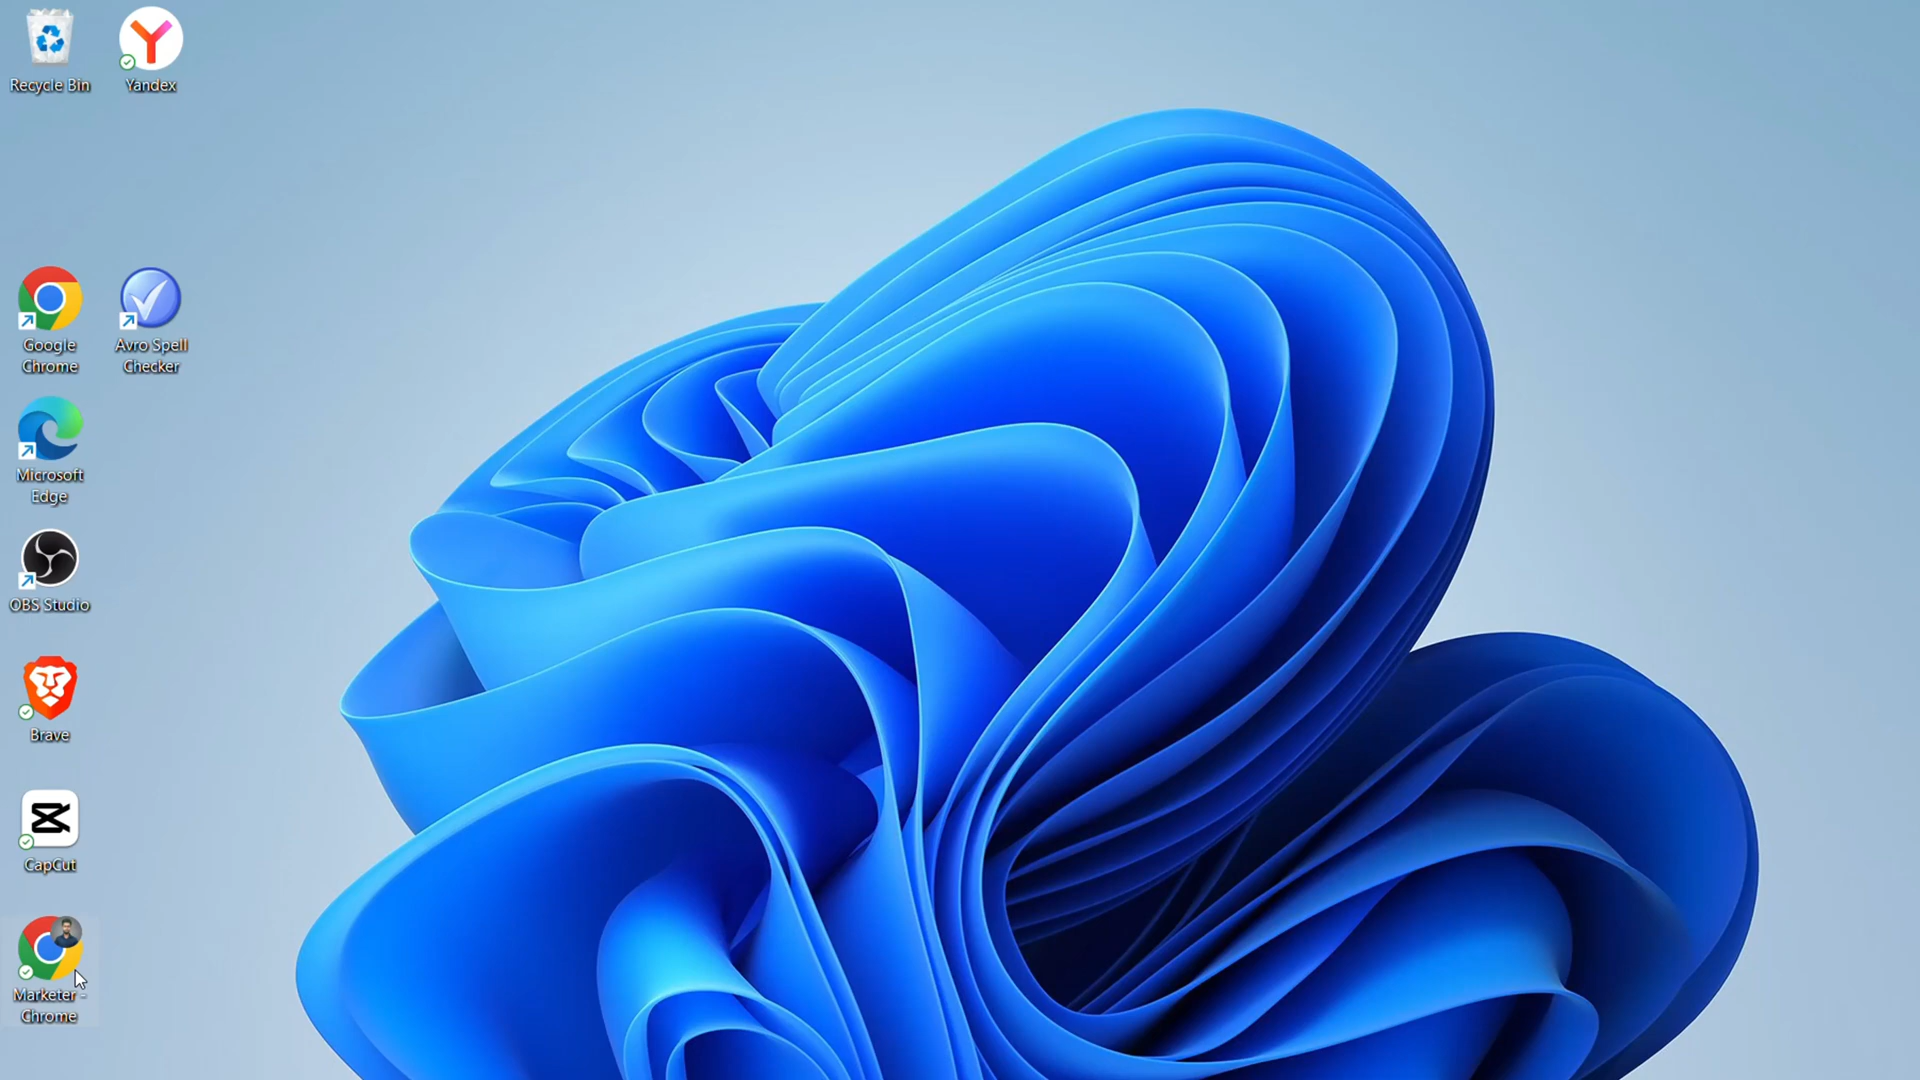 Recycle Bin
Yandex
Google
Chrome
Avro Spell
Checker
Microsoft
Edge
OBS Studio
Brave
CapCut
Marketer -
Chrome